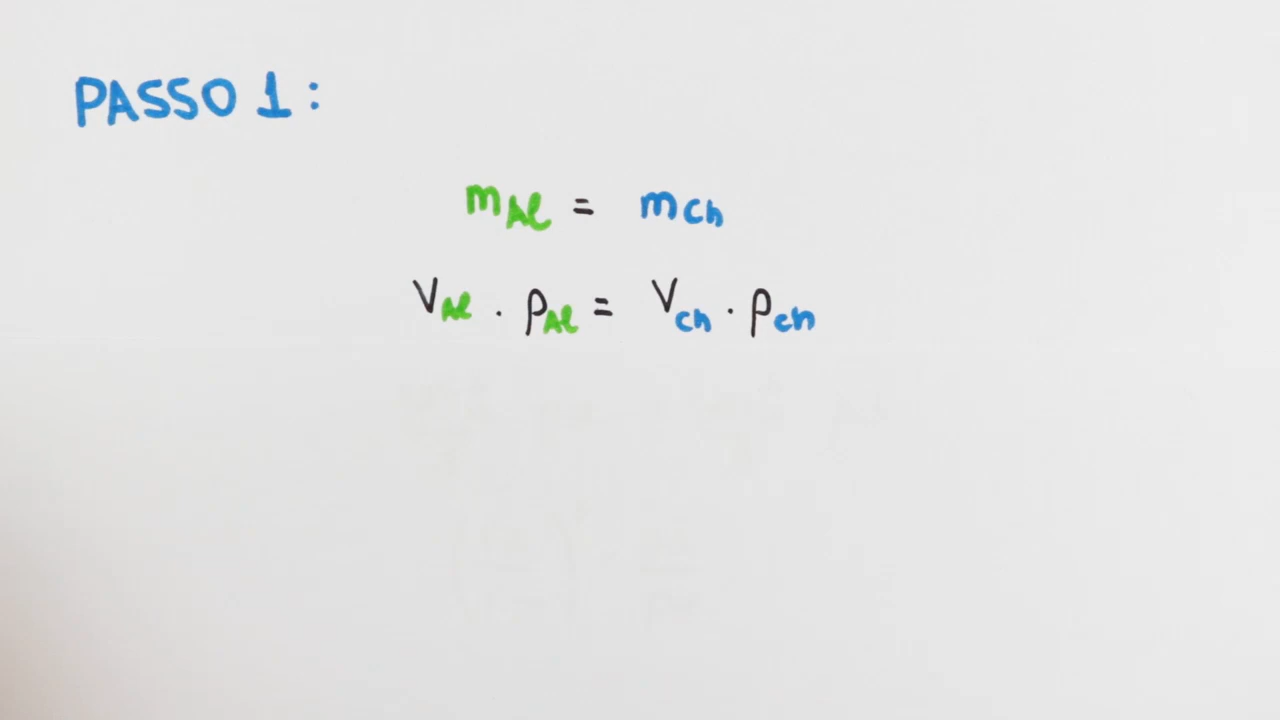 PASSO 1:
mAl = mCh
VAl . ρAl = Vch . ρch